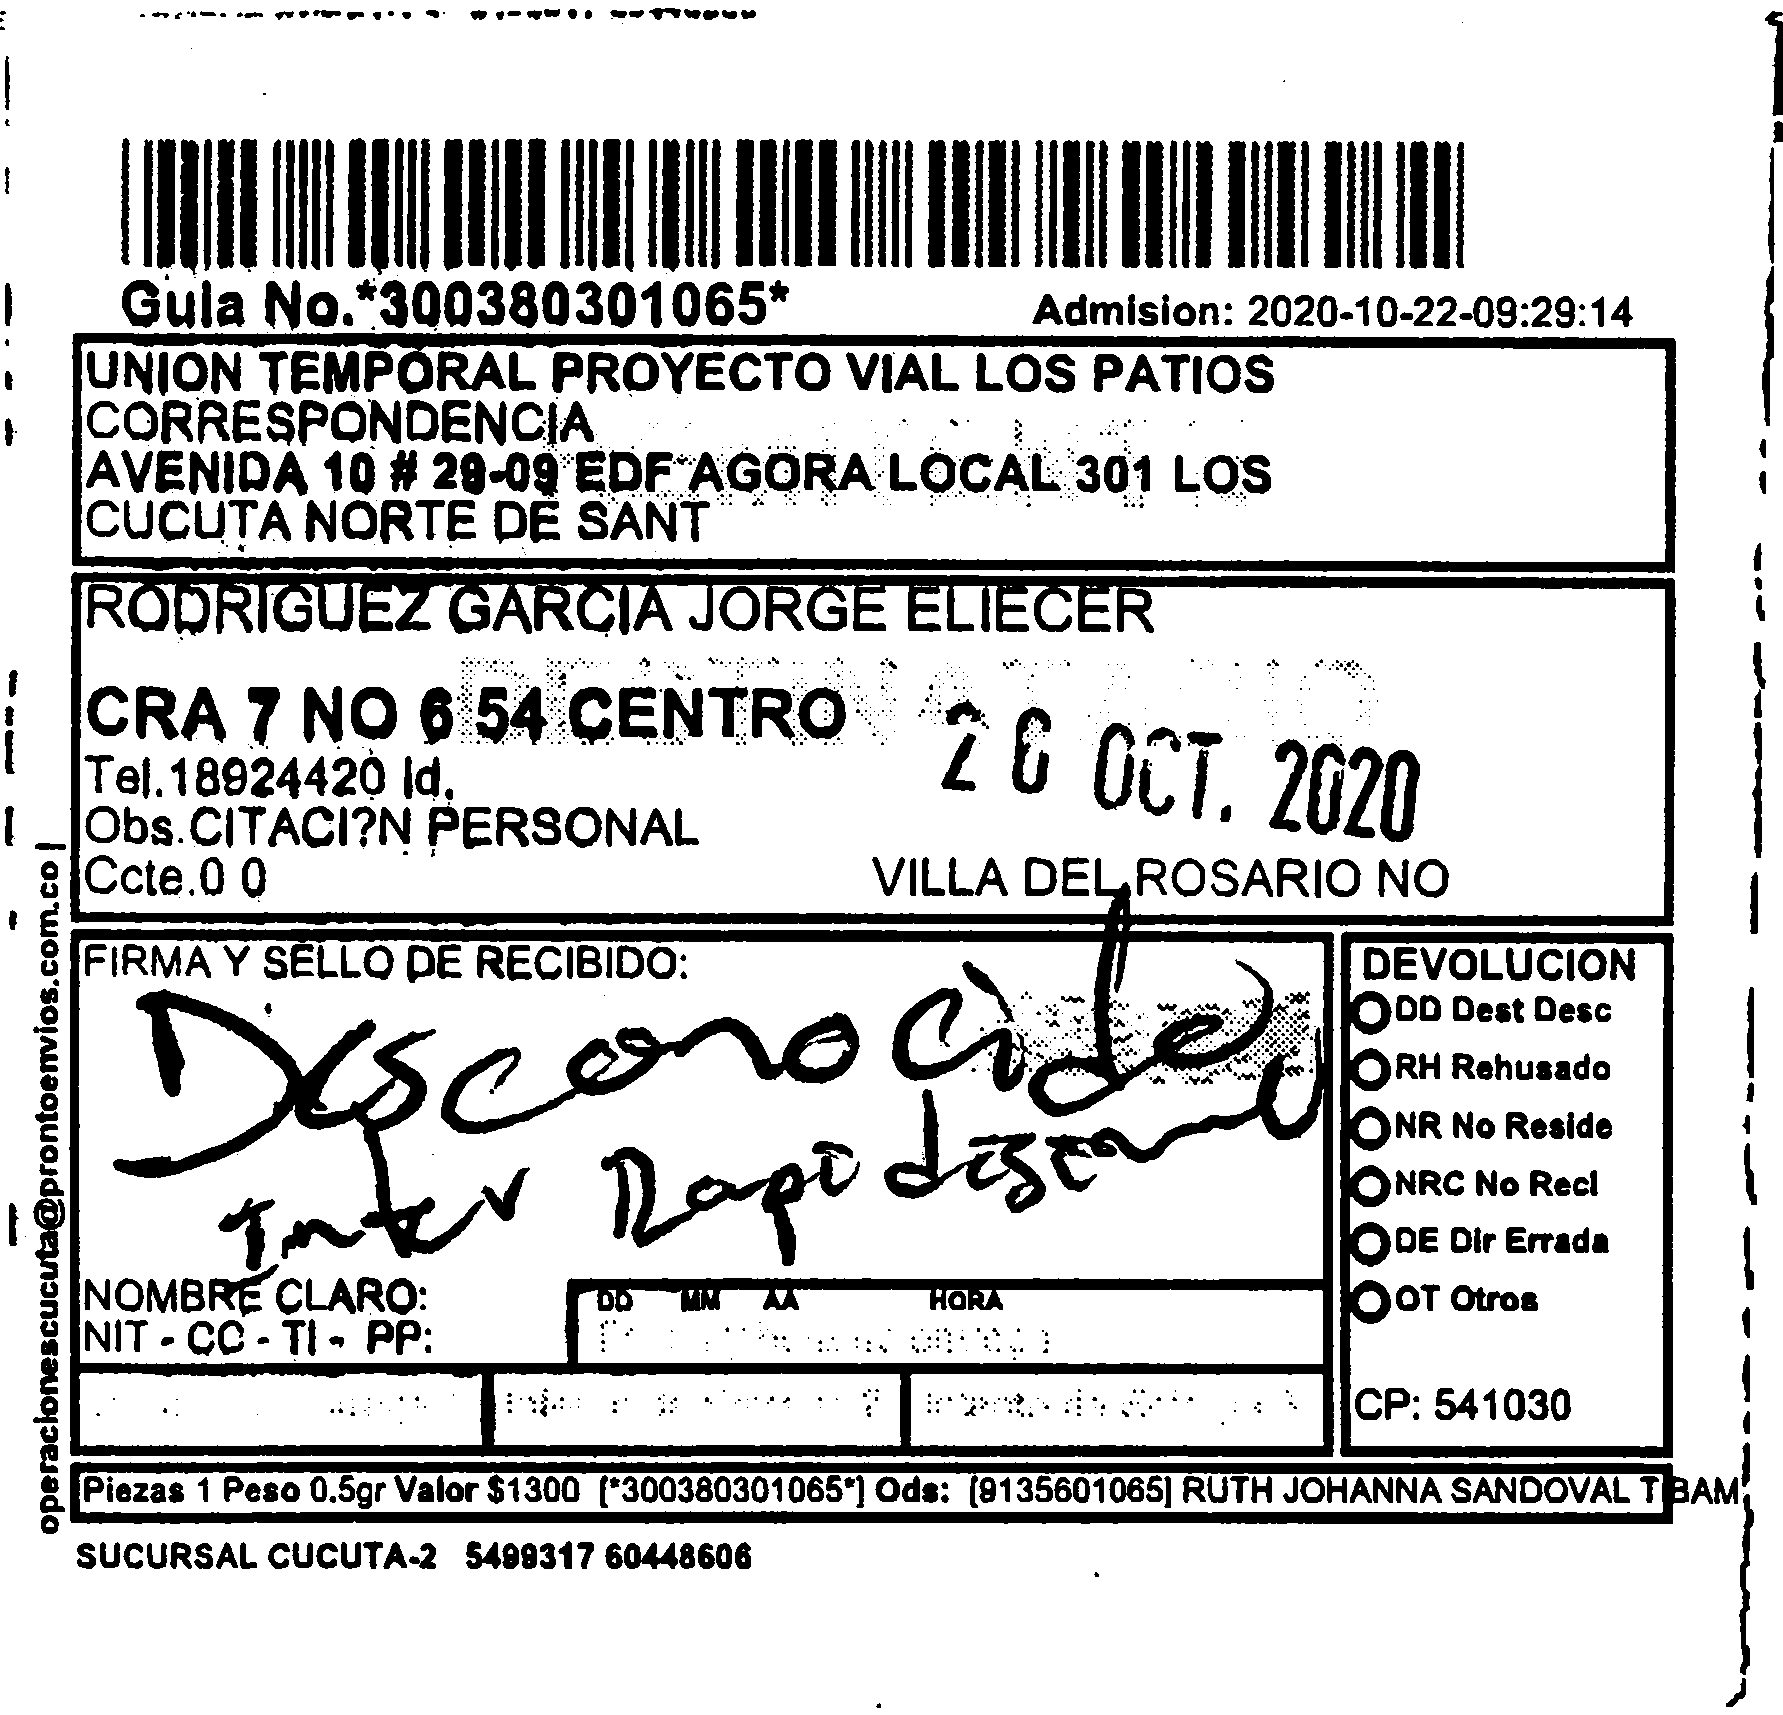 Guia No.*300380301065*
Admision: 2020-10-22-09:29:14
UNION TEMPORAL PROYECTO VIAL LOS PATIOS
CORRESPONDENCIA
AVENIDA 10 # 29-09 EDF AGORA LOCAL 301 LOS
CUCUTA NORTE DE SANT
RODRIGUEZ GARCIA JORGE ELIECER
DESTINATARIO
CRA 7 NO 6 54 CENTRO
26 OCT. 2020
Tel.18924420 Id.
Obs.CITACI?N PERSONAL
Ccte.0 0
VILLA DEL ROSARIO NO
FIRMA Y SELLO DE RECIBIDO:
Desconocido
Inter Rapidisimo
NOMBRE CLARO:
NIT - CC - TI - PP:
DD MM AA HORA
DEVOLUCION
DD Dest Desc
RH Rehusado
NR No Reside
NRC No Recl
DE Dir Errada
OT Otros
CP: 541030
Piezas 1 Peso 0.5gr Valor $1300 [*300380301065*] Ods: [9135601065] RUTH JOHANNA SANDOVAL TIBAM
SUCURSAL CUCUTA-2 5499317 60448606
operacionescucuta@prontoenvios.com.co |